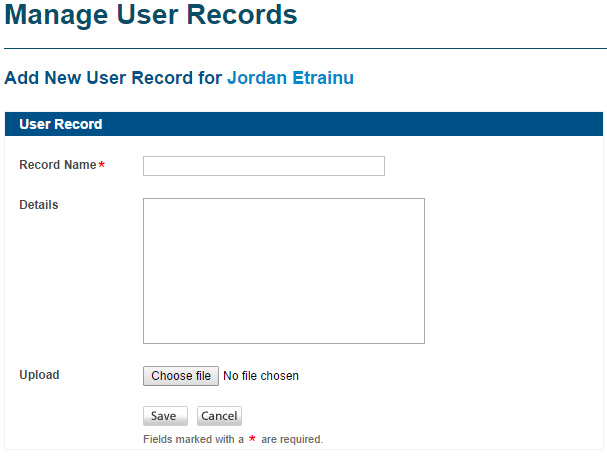 Manage User Records
Add New User Record for Jordan Etrainu
User Record
Record Name*
Details
Upload Choose file No file chosen
Save Cancel
Fields marked with a * are required.